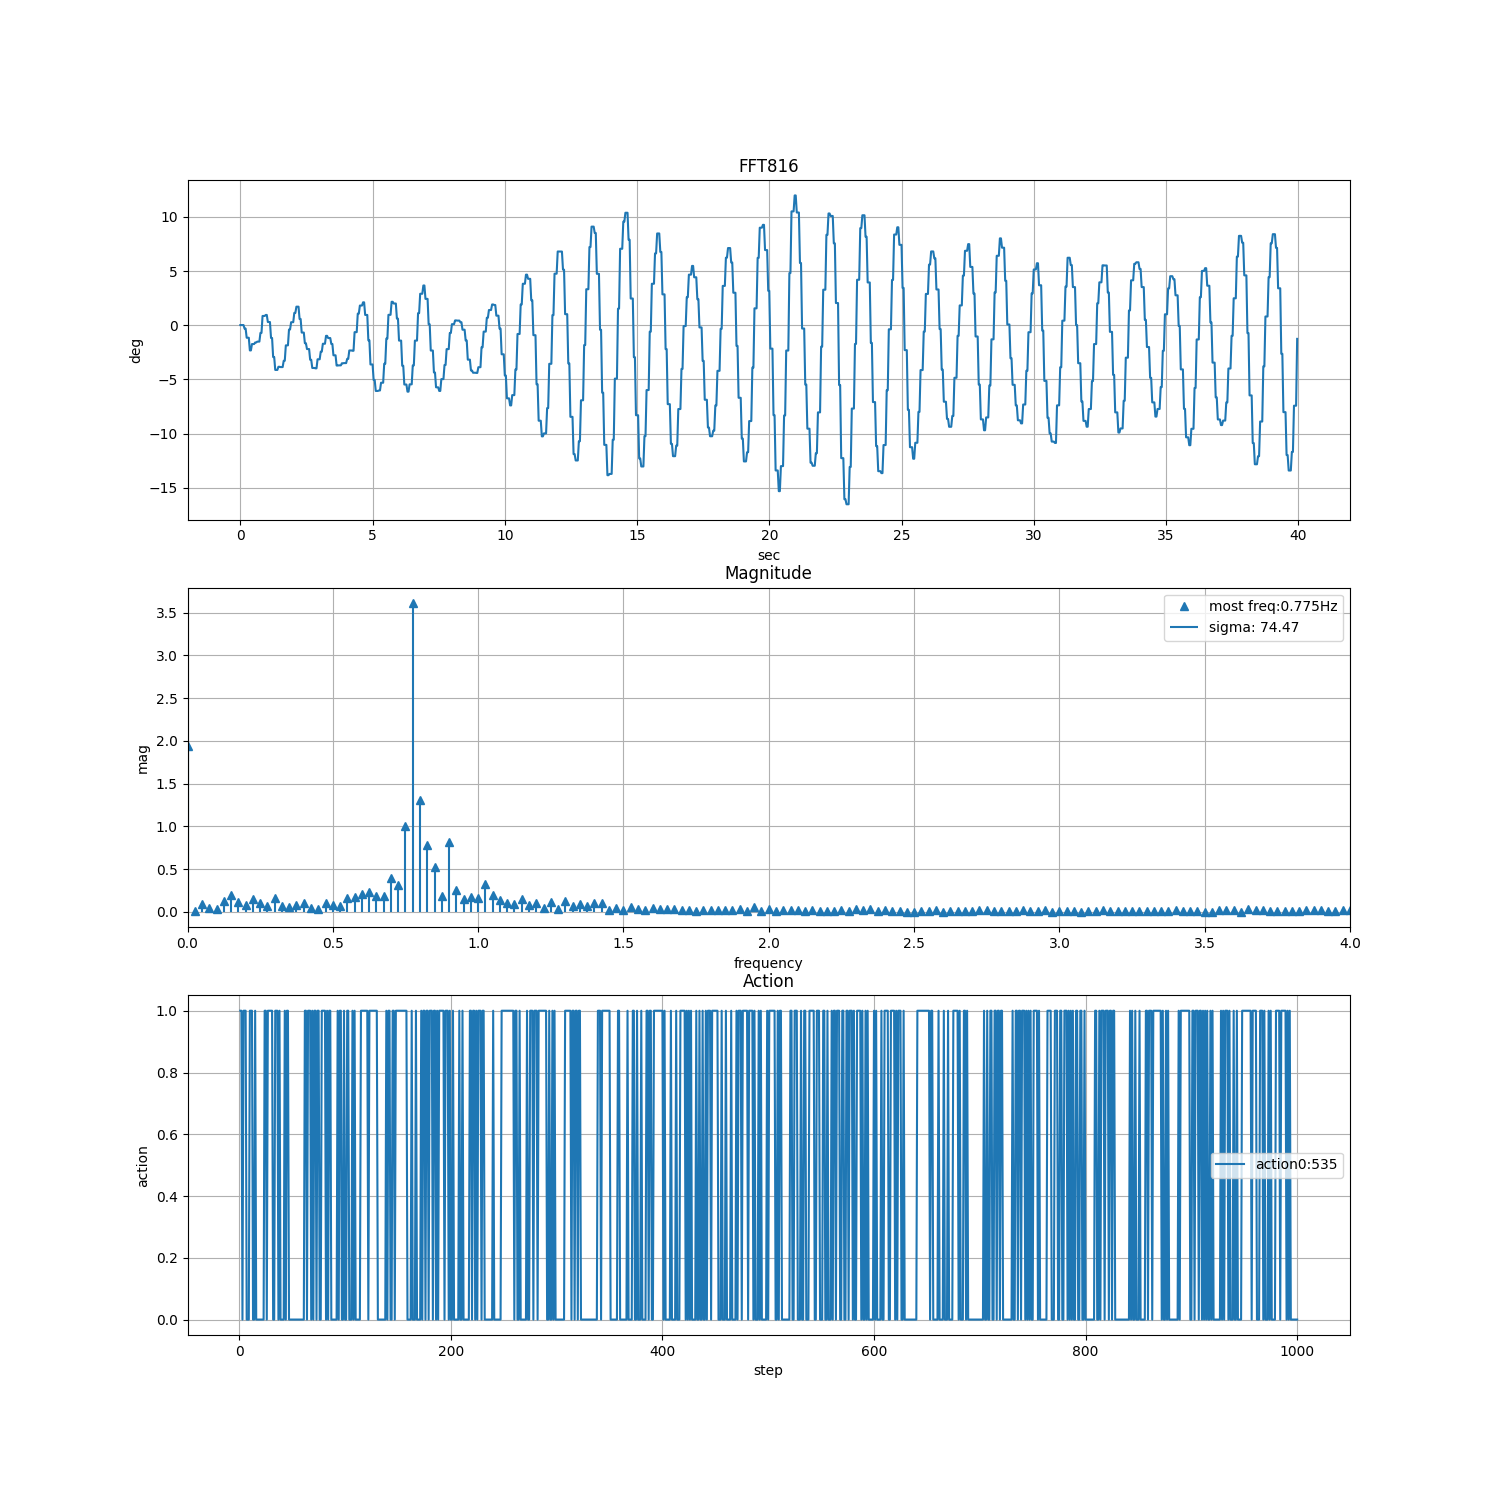 FFT816
10
5
0
−5
−10
−15
deg
0 5 10 15 20 25 30 35 40
sec
Magnitude
3.5
3.0
2.5
2.0
1.5
1.0
0.5
0.0
mag
most freq:0.775Hz
sigma: 74.47
0.0 0.5 1.0 1.5 2.0 2.5 3.0 3.5 4.0
frequency
Action
1.0
0.8
0.6
0.4
0.2
0.0
action
action0:535
0 200 400 600 800 1000
step